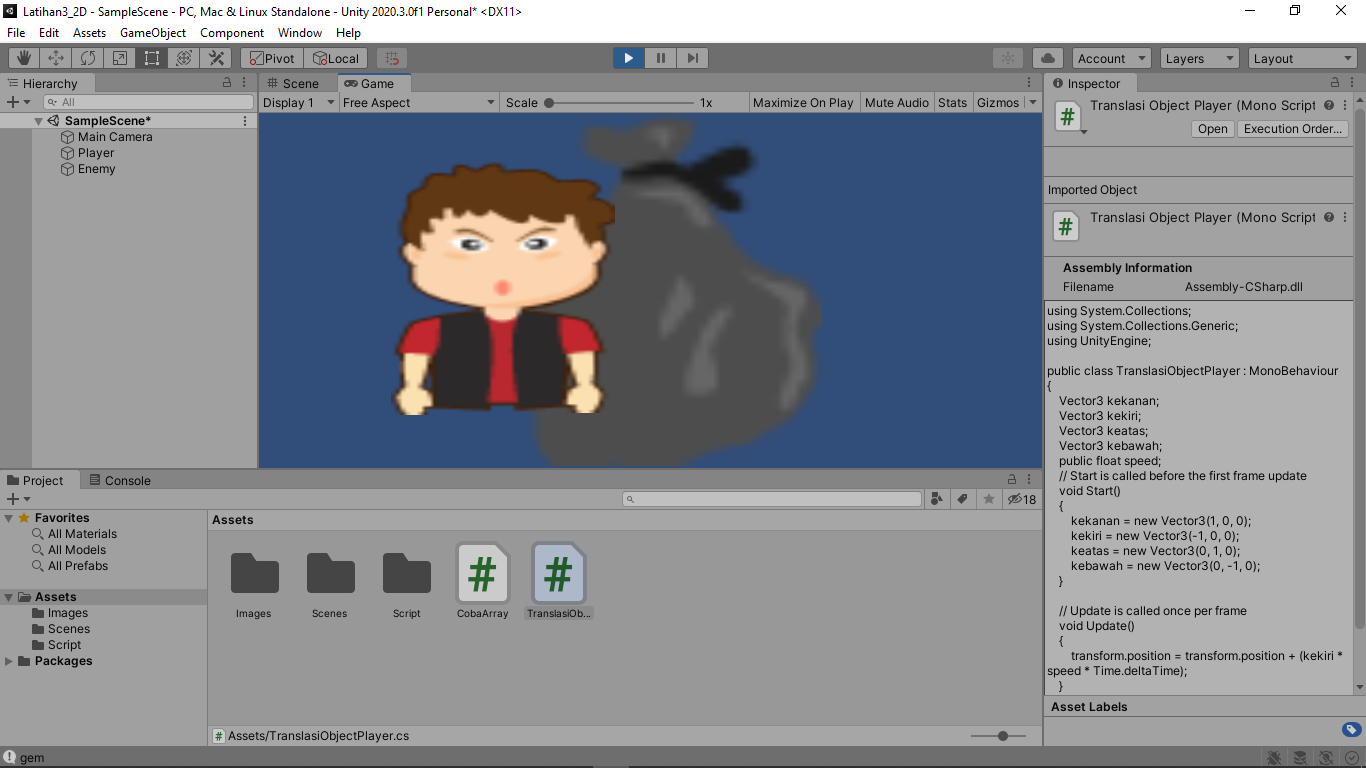 Latihan3_2D - SampleScene - PC, Mac & Linux Standalone - Unity 2020.3.0f1 Personal* <DX11>
File Edit Assets GameObject Component Window Help
Pivot Local Account Layers Layout
Hierarchy
All
SampleScene*
Main Camera
Player
Enemy
Scene Game
Display 1 Free Aspect Scale 1x Maximize On Play Mute Audio Stats Gizmos
Inspector
Translasi Object Player (Mono Script
Open Execution Order...
Imported Object
Translasi Object Player (Mono Script
Assembly Information
Filename Assembly-CSharp.dll
using System.Collections;
using System.Collections.Generic;
using UnityEngine;
public class TranslasiObjectPlayer : MonoBehaviour
{
Vector3 kekanan;
Vector3 kekiri;
Vector3 keatas;
Vector3 kebawah;
public float speed;
// Start is called before the first frame update
void Start()
{
kekanan = new Vector3(1, 0, 0);
kekiri = new Vector3(-1, 0, 0);
keatas = new Vector3(0, 1, 0);
kebawah = new Vector3(0, -1, 0);
}
// Update is called once per frame
void Update()
{
transform.position = transform.position + (kekiri *
speed * Time.deltaTime);
}
Asset Labels
Project Console
18
Favorites
All Materials
All Models
All Prefabs
Assets
Images
Scenes
Script
Packages
Assets
Images Scenes Script CobaArray TranslasiOb...
Assets/TranslasiObjectPlayer.cs
gem